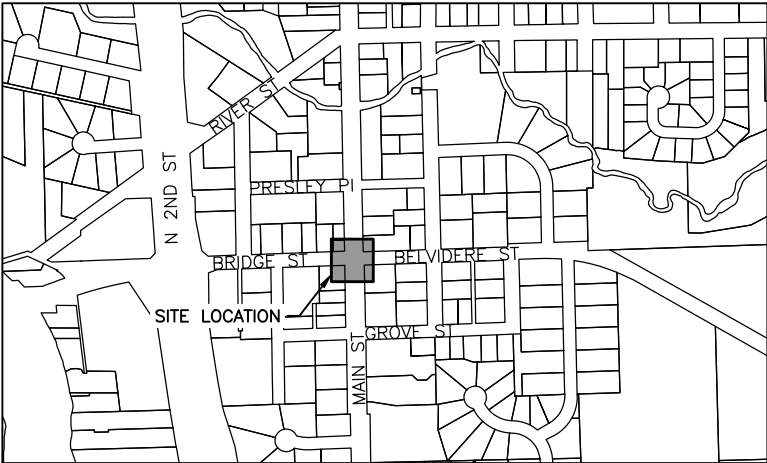 RIVER ST
N 2ND ST
PRESLEY Pl
BRIDGE ST
BELVIDERE ST
SITE LOCATION
GROVE ST
MAIN ST